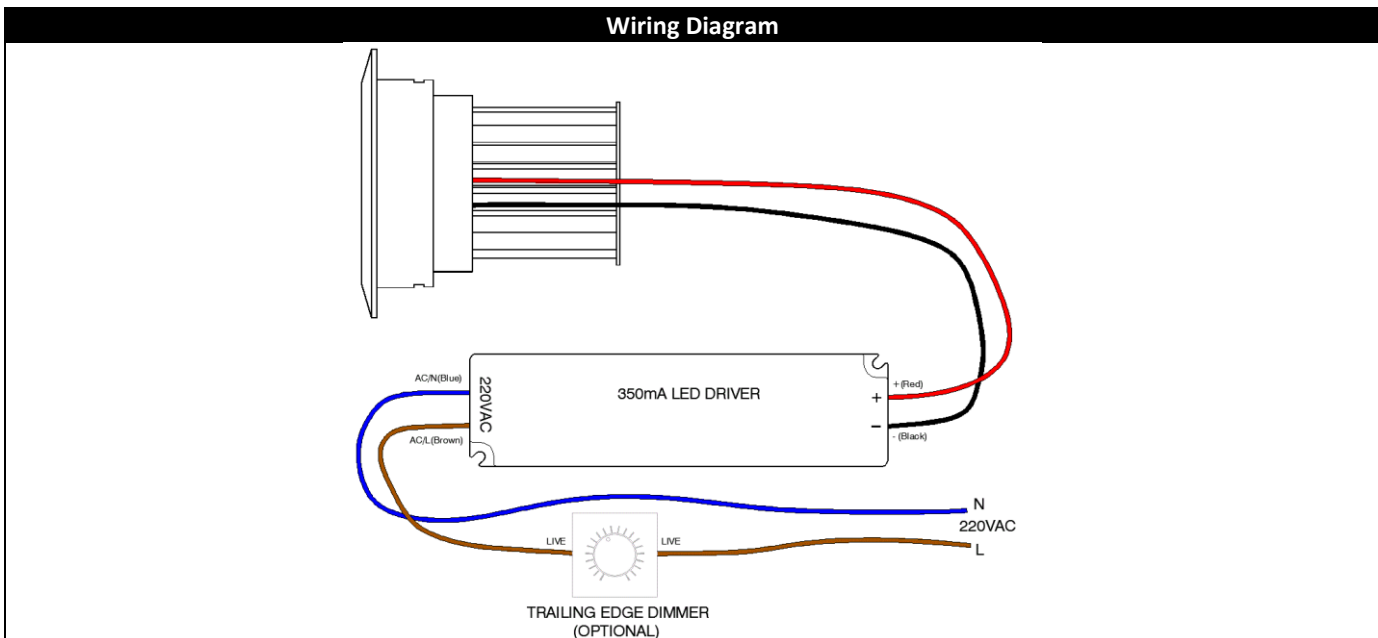 Wiring Diagram
AC/N(Blue)
220VAC
350mA LED DRIVER
+
+(Red)
AC/L(Brown)
−
- (Black)
N
220VAC
LIVE
LIVE
L
TRAILING EDGE DIMMER
(OPTIONAL)